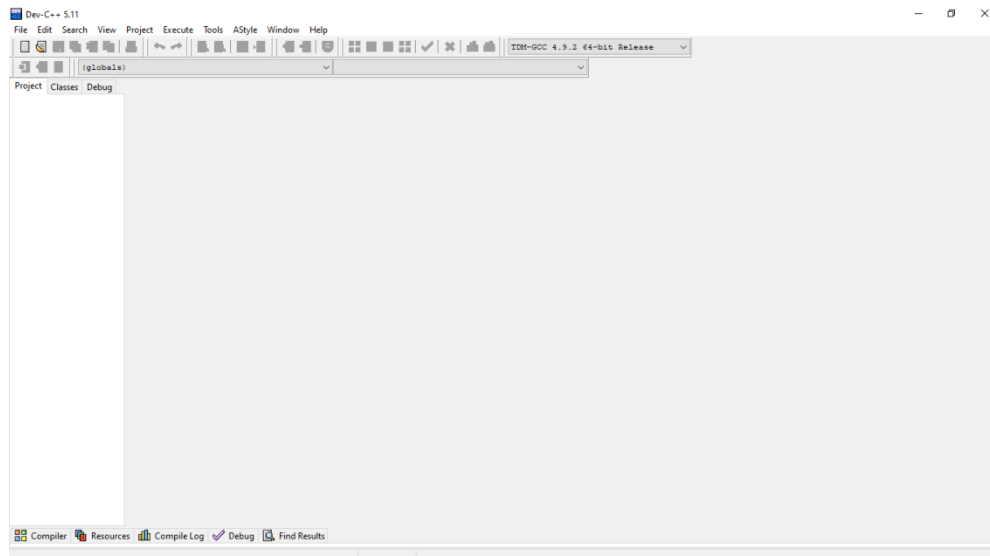 Dev-C++ 5.11
File Edit Search View Project Execute Tools AStyle Window Help
TDM-GCC 4.9.2 64-bit Release
(globals)
Project Classes Debug
Compiler Resources Compile Log Debug Find Results